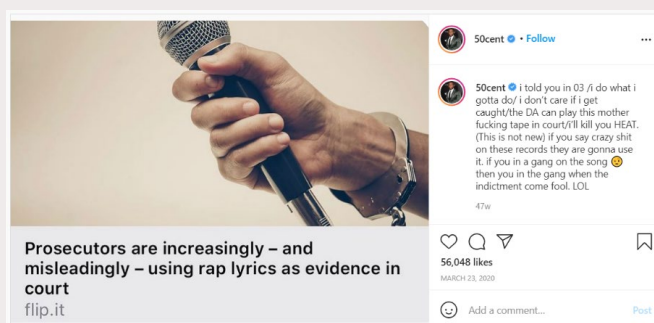 50cent • Follow
50cent i told you in 03 /i do what i
gotta do/ i don't care if i get
caught/the DA can play this mother
fucking tape in court/i'll kill you HEAT.
(This is not new) if you say crazy shit
on these records they are gonna use
it. if you in a gang on the song 😟
then you in the gang when the
indictment come fool. LOL
47w
56,048 likes
MARCH 23, 2020
Add a comment...
Post
Prosecutors are increasingly – and
misleadingly – using rap lyrics as evidence in
court
flip.it